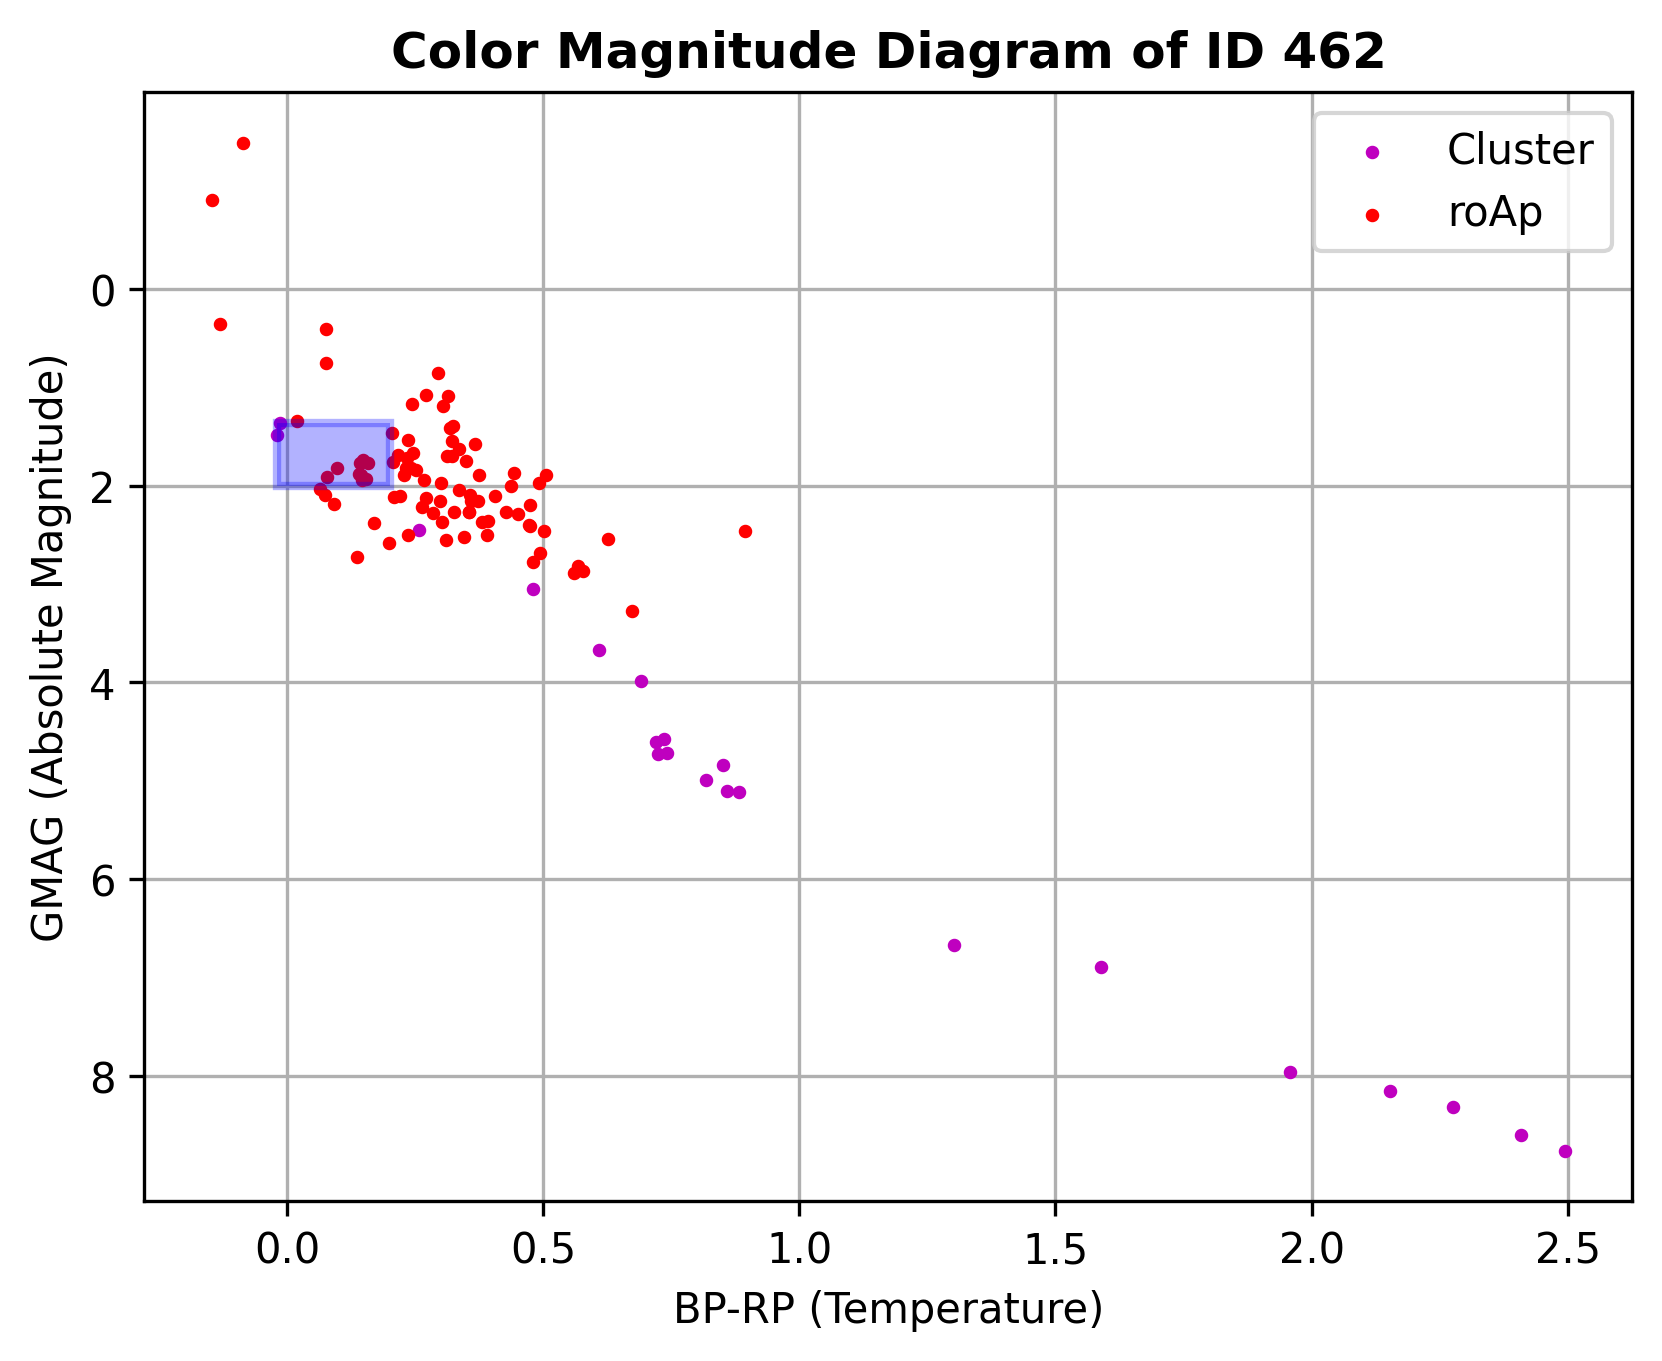 Color Magnitude Diagram of ID 462
Cluster
roAp
GMAG (Absolute Magnitude)
0
2
4
6
8
0.0 0.5 1.0 1.5 2.0 2.5
BP-RP (Temperature)